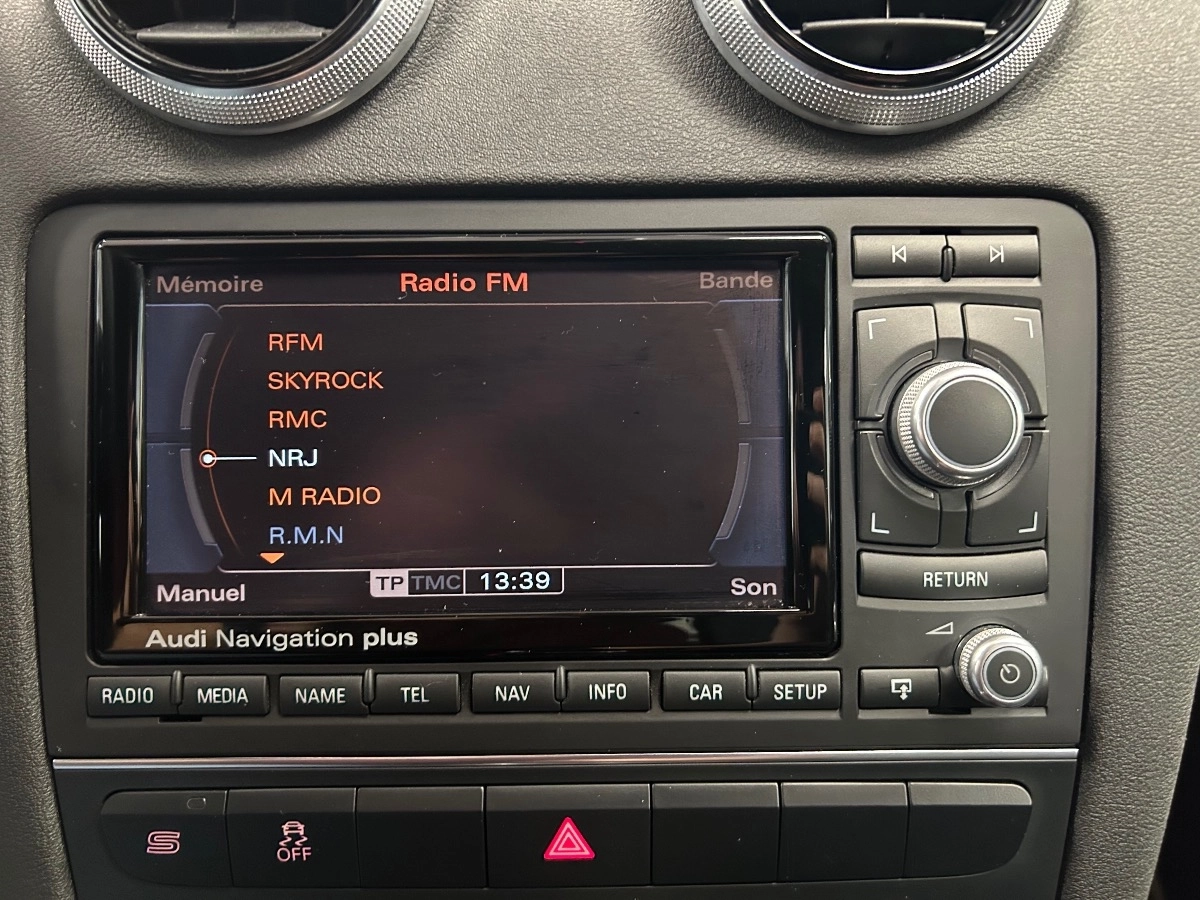 Mémoire Radio FM Bande
RFM
SKYROCK
RMC
NRJ
M RADIO
R.M.N
Manuel TP TMC 13:39 Son
Audi Navigation plus
RETURN
RADIO MEDIA NAME TEL NAV INFO CAR SETUP
S OFF